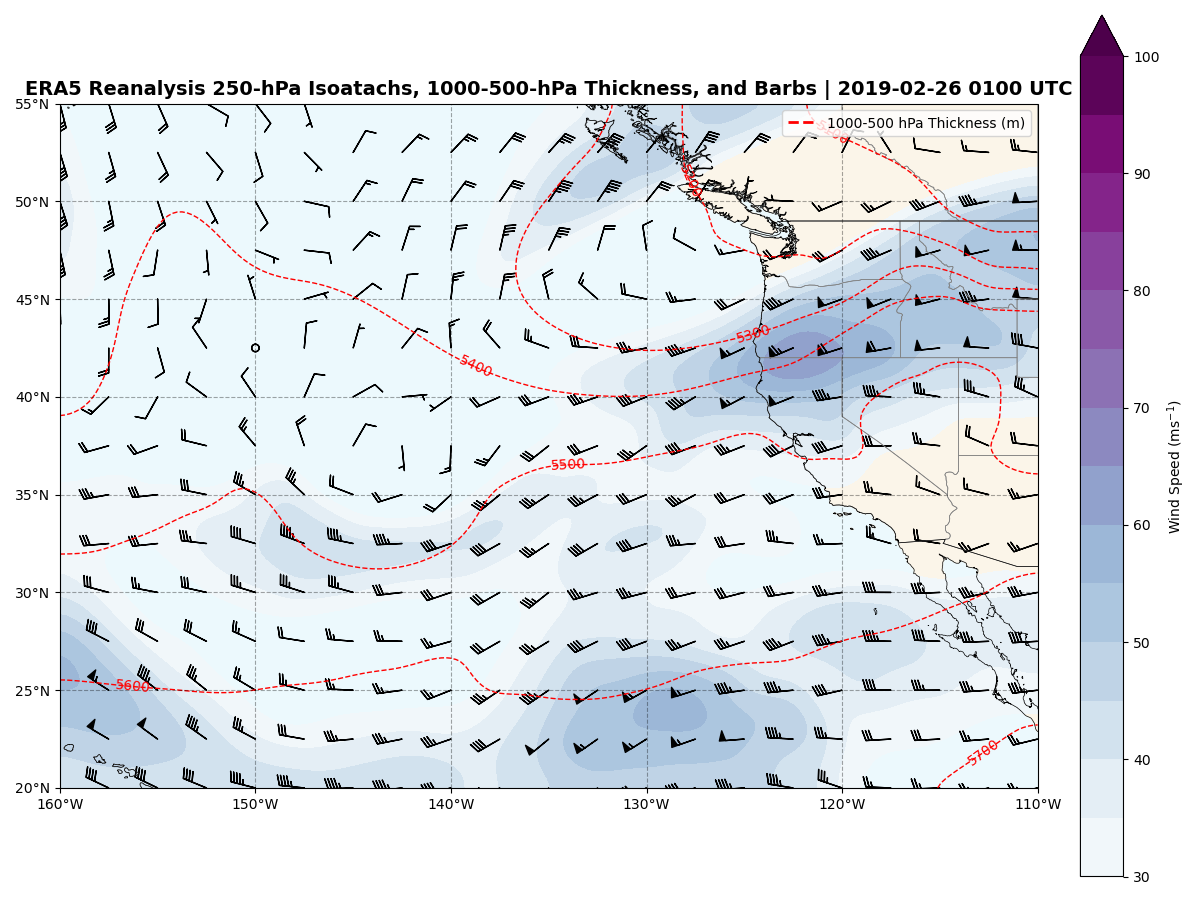 ERA5 Reanalysis 250-hPa Isoatachs, 1000-500-hPa Thickness, and Barbs | 2019-02-26 0100 UTC
1000-500 hPa Thickness (m)
55°N
50°N
45°N
40°N
35°N
30°N
25°N
20°N
160°W
150°W
140°W
130°W
120°W
110°W
5300
5400
5500
5600
5700
100
90
80
70
60
50
40
30
Wind Speed (ms⁻¹)